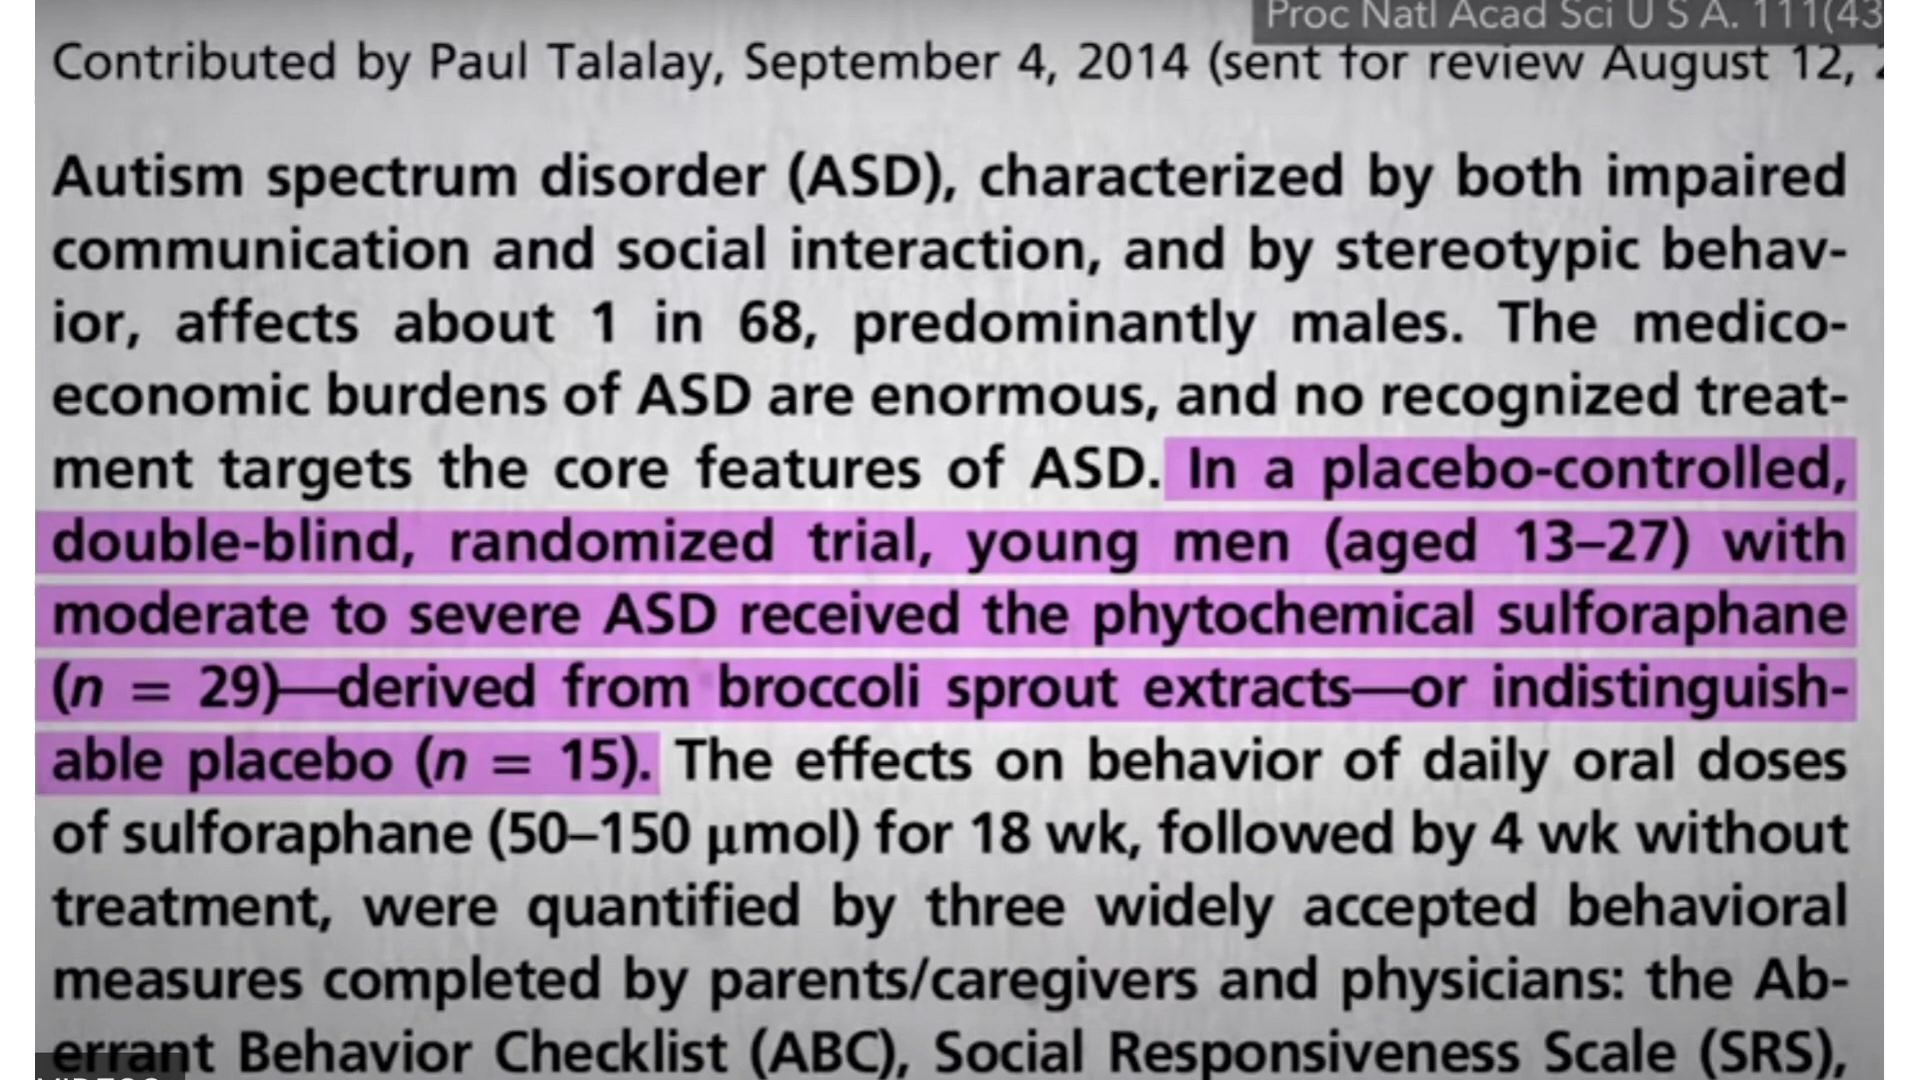 Proc Natl Acad Sci U S A. 111(43
Contributed by Paul Talalay, September 4, 2014 (sent for review August 12,
Autism spectrum disorder (ASD), characterized by both impaired
communication and social interaction, and by stereotypic behav-
ior, affects about 1 in 68, predominantly males. The medico-
economic burdens of ASD are enormous, and no recognized treat-
ment targets the core features of ASD. In a placebo-controlled,
double-blind, randomized trial, young men (aged 13–27) with
moderate to severe ASD received the phytochemical sulforaphane
(n = 29)—derived from broccoli sprout extracts—or indistinguish-
able placebo (n = 15). The effects on behavior of daily oral doses
of sulforaphane (50–150 μmol) for 18 wk, followed by 4 wk without
treatment, were quantified by three widely accepted behavioral
measures completed by parents/caregivers and physicians: the Ab-
errant Behavior Checklist (ABC), Social Responsiveness Scale (SRS),